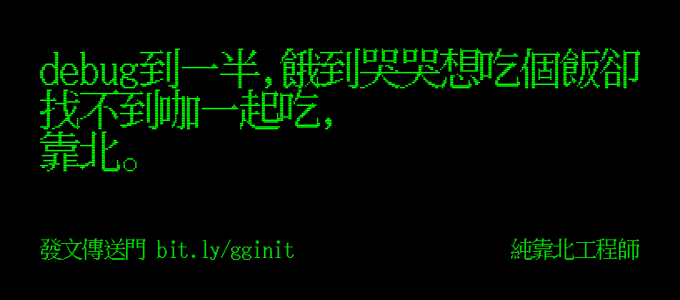 debug到一半,餓到哭哭想吃個飯卻
找不到咖一起吃,
靠北。
發文傳送門 bit.ly/gginit
純靠北工程師